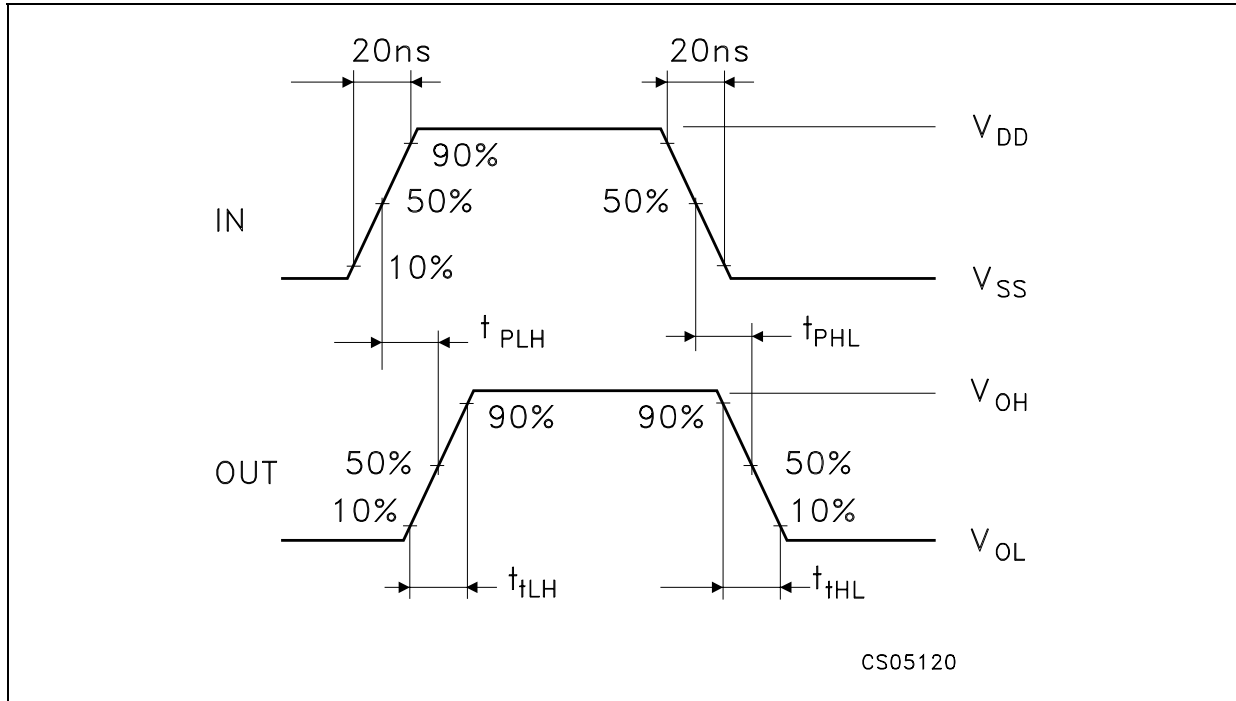 20ns 20ns
V DD
90%
IN 50% 50%
10%
V SS
t PLH t PHL
V OH
90% 90%
OUT 50% 50%
10% 10%
V OL
t tLH t tHL
CS05120